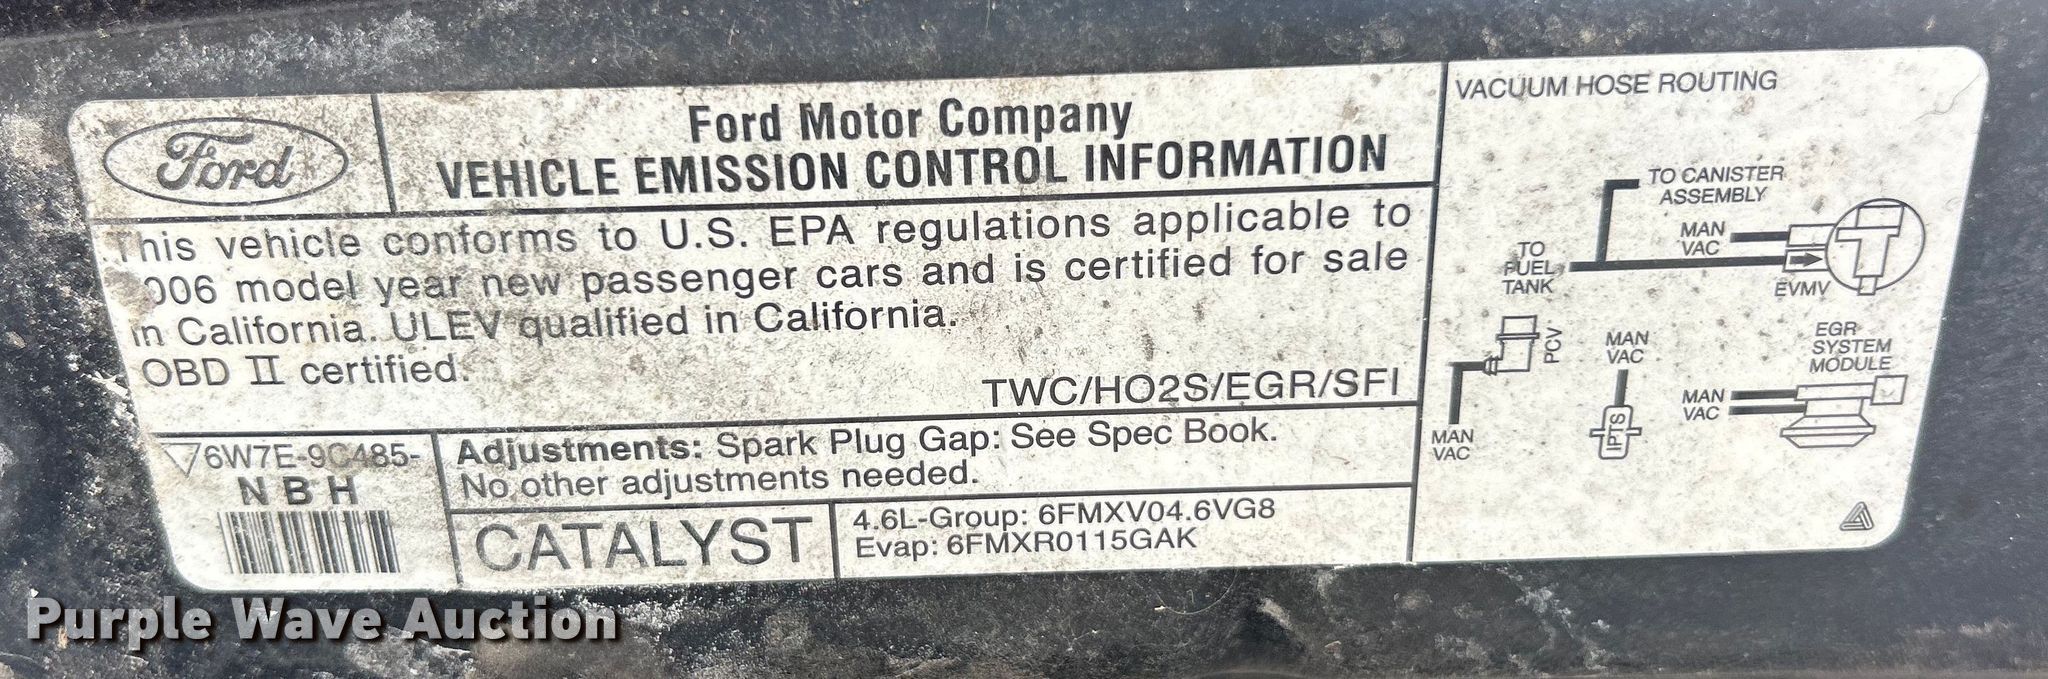 Ford
Ford Motor Company
VEHICLE EMISSION CONTROL INFORMATION
This vehicle conforms to U.S. EPA regulations applicable to
006 model year new passenger cars and is certified for sale
in California. ULEV qualified in California.
OBD II certified.
TWC/HO2S/EGR/SFI
6W7E-9C485-
NBH
Adjustments: Spark Plug Gap: See Spec Book.
No other adjustments needed.
CATALYST
4.6L-Group: 6FMXV04.6VG8
Evap: 6FMXR0115GAK
VACUUM HOSE ROUTING
TO CANISTER
ASSEMBLY
MAN
VAC
TO
FUEL
TANK
EVMV
PCV
MAN
VAC
MAN
VAC
IPTS
EGR
SYSTEM
MODULE
MAN
VAC
Purple Wave Auction